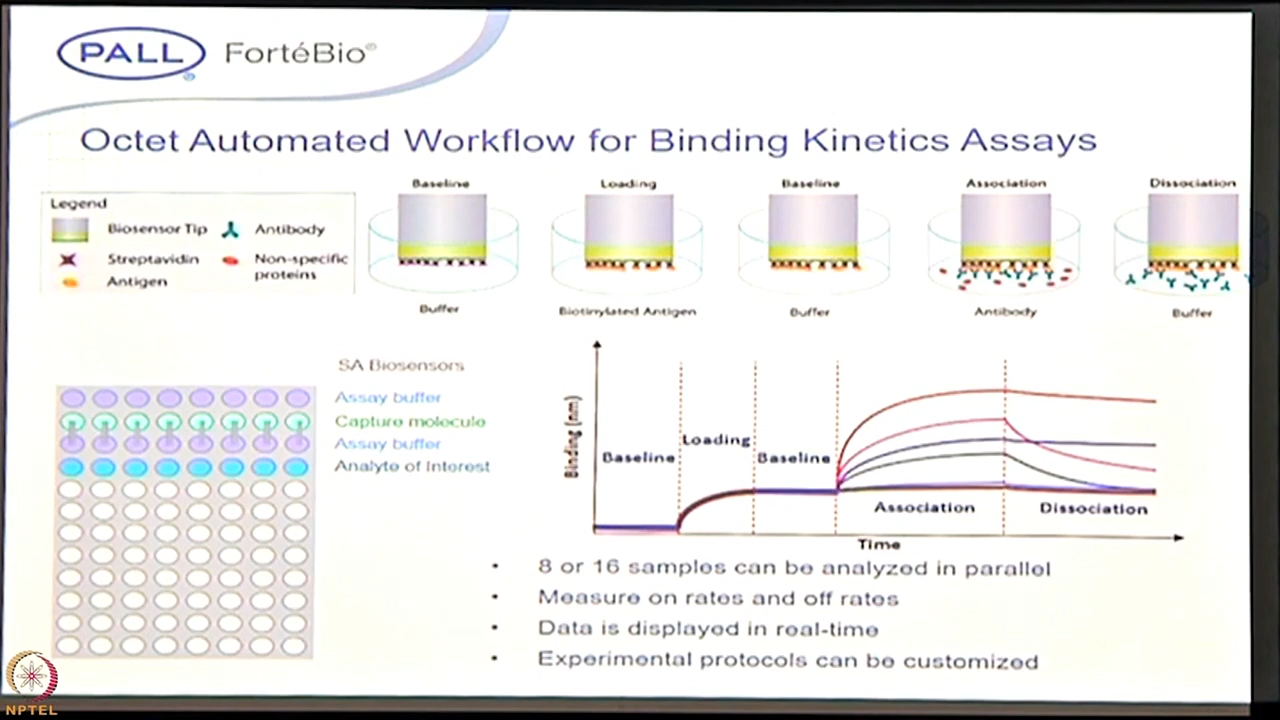 PALL ® FortéBio®
Octet Automated Workflow for Binding Kinetics Assays
Legend
Biosensor Tip
Antibody
Streptavidin
Non-specific proteins
Antigen
Baseline
Loading
Baseline
Association
Dissociation
Buffer
Biotinylated Antigen
Buffer
Antibody
Buffer
SA Biosensors
Assay buffer
Capture molecule
Assay buffer
Analyte of Interest
Binding (nm)
Baseline
Loading
Baseline
Association
Dissociation
Time
• 8 or 16 samples can be analyzed in parallel
• Measure on rates and off rates
• Data is displayed in real-time
• Experimental protocols can be customized
NPTEL